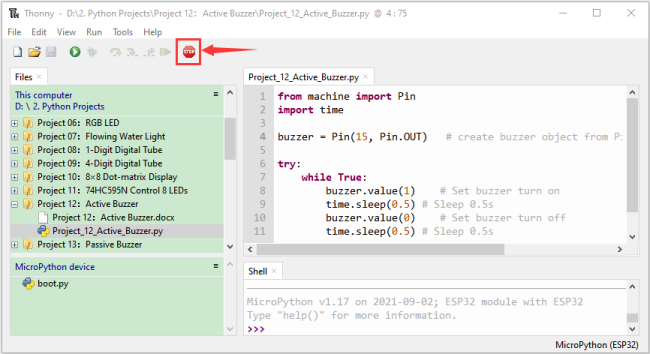 Thonny - D:\2. Python Projects\Project 12：Active Buzzer\Project_12_Active_Buzzer.py @ 4 : 75
File Edit View Run Tools Help
STOP
Files ×
This computer
D: \ 2. Python Projects
Project 06：RGB LED
Project 07：Flowing Water Light
Project 08：1-Digit Digital Tube
Project 09：4-Digit Digital Tube
Project 10：8×8 Dot-matrix Display
Project 11：74HC595N Control 8 LEDs
Project 12：Active Buzzer
Project 12：Active Buzzer.docx
Project_12_Active_Buzzer.py
Project 13：Passive Buzzer
MicroPython device
boot.py
Project_12_Active_Buzzer.py ×
1 from machine import Pin
2 import time
3
4 buzzer = Pin(15, Pin.OUT) # create buzzer object from Pi
5
6 try:
7 while True:
8 buzzer.value(1) # Set buzzer turn on
9 time.sleep(0.5) # Sleep 0.5s
10 buzzer.value(0) # Set buzzer turn off
11 time.sleep(0.5) # Sleep 0.5s
Shell ×
MicroPython v1.17 on 2021-09-02; ESP32 module with ESP32
Type "help()" for more information.
>>>
MicroPython (ESP32)